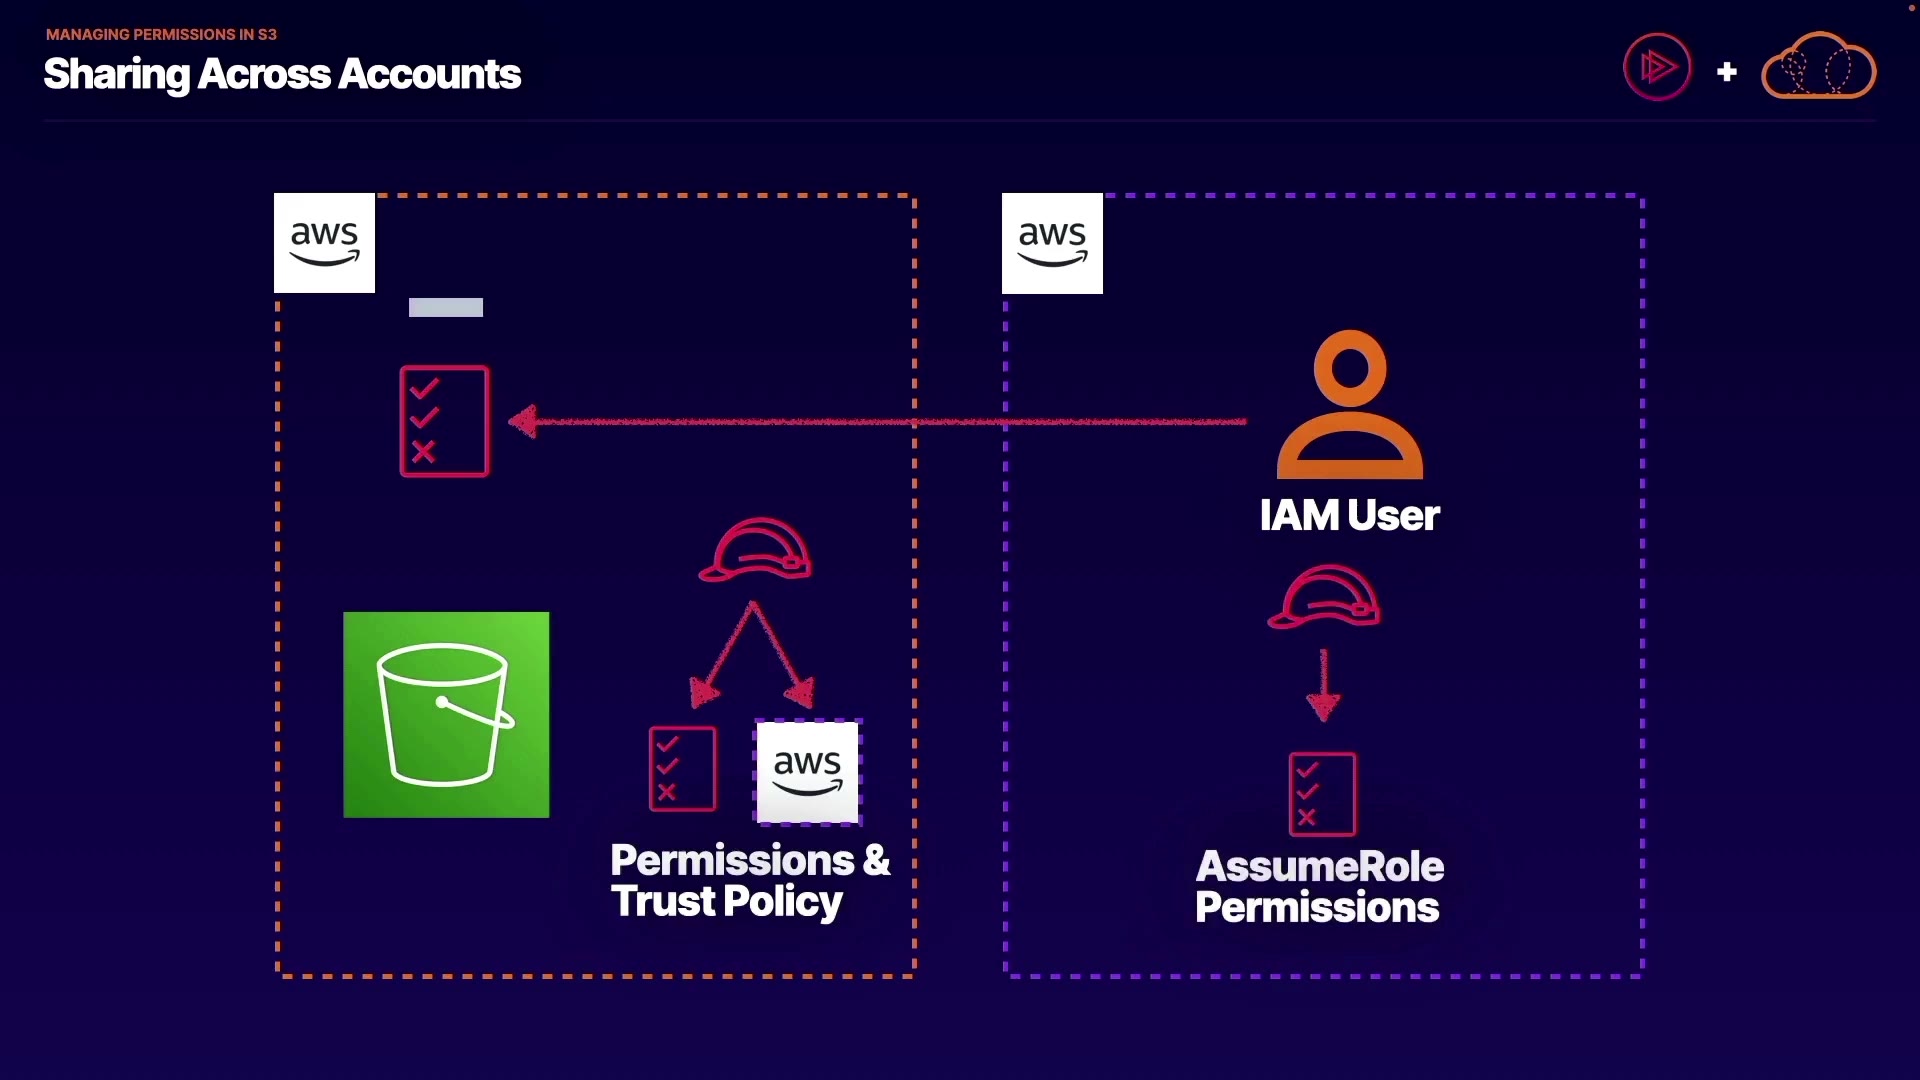 MANAGING PERMISSIONS IN S3
Sharing Across Accounts
aws
aws
IAM User
aws
Permissions &
Trust Policy
AssumeRole
Permissions